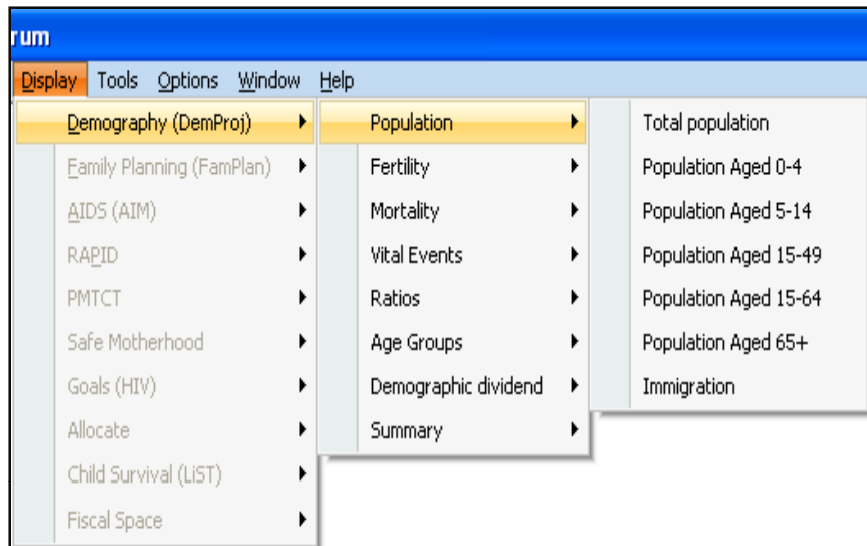 rum
Display Tools Options Window Help
Demography (DemProj)
Family Planning (FamPlan)
AIDS (AIM)
RAPID
PMTCT
Safe Motherhood
Goals (HIV)
Allocate
Child Survival (LiST)
Fiscal Space
Population
Fertility
Mortality
Vital Events
Ratios
Age Groups
Demographic dividend
Summary
Total population
Population Aged 0-4
Population Aged 5-14
Population Aged 15-49
Population Aged 15-64
Population Aged 65+
Immigration